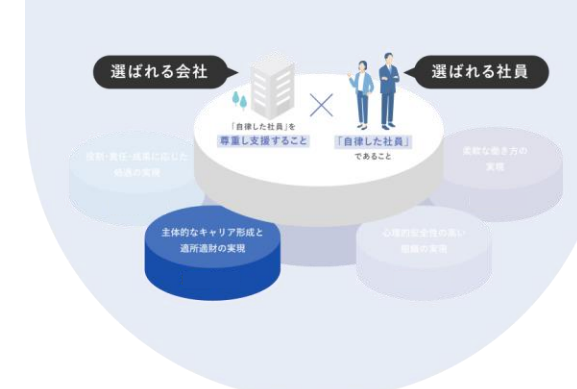 選ばれる会社
選ばれる社員
「自律した社員」を
尊重し支援すること
「自律した社員」
であること
役割・責任・成果に応じた
処遇の実現
柔軟な働き方の
実現
主体的なキャリア形成と
適所適財の実現
心理的安全性の高い
組織の実現